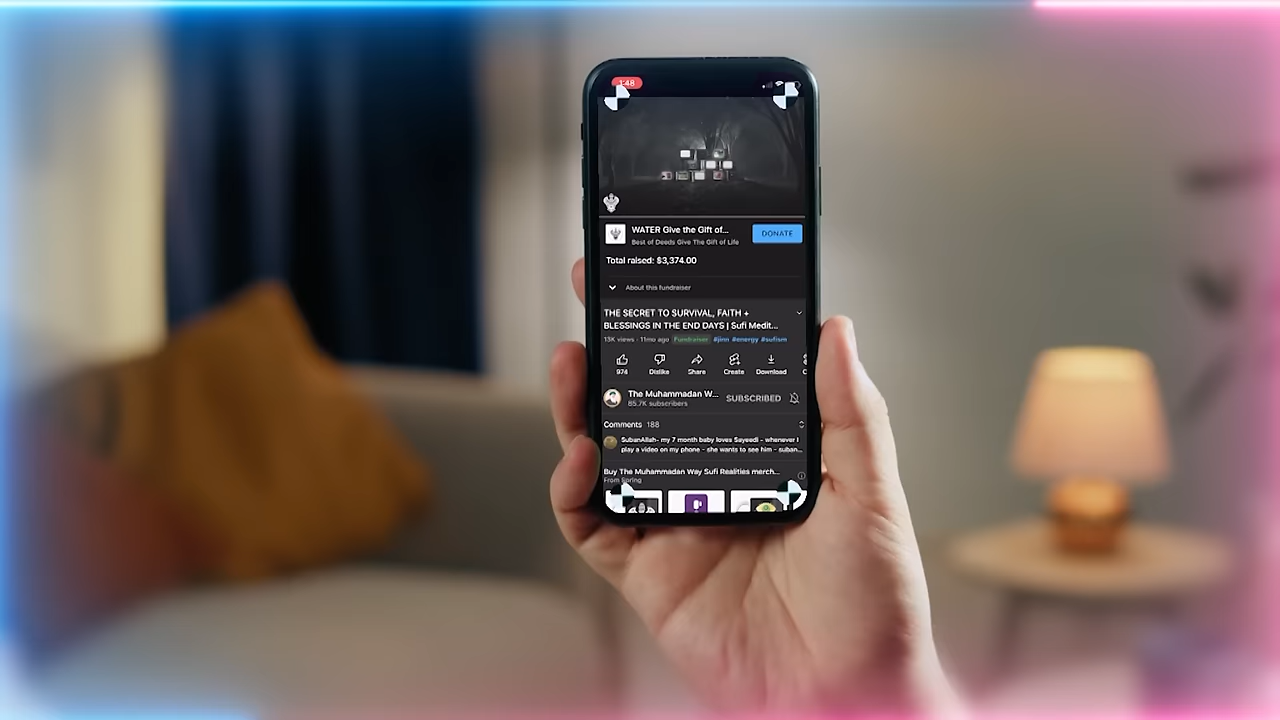 1:48
WATER Give the Gift of...
DONATE
Best of Deeds Give The Gift of Life
Total raised: $3,374.00
About this fundraiser
THE SECRET TO SURVIVAL, FAITH +
BLESSINGS IN THE END DAYS | Sufi Medit...
13K views · 11mo ago Fundraiser #jinn #energy #sufism
974 Dislike Share Create Download
The Muhammadan W... SUBSCRIBED
85.7K subscribers
Comments 188
SubanAllah- my 7 month baby loves Sayeedi - whenever I
play a video on my phone - she wants to see him - suban...
Buy The Muhammadan Way Sufi Realities merch...
From Spring